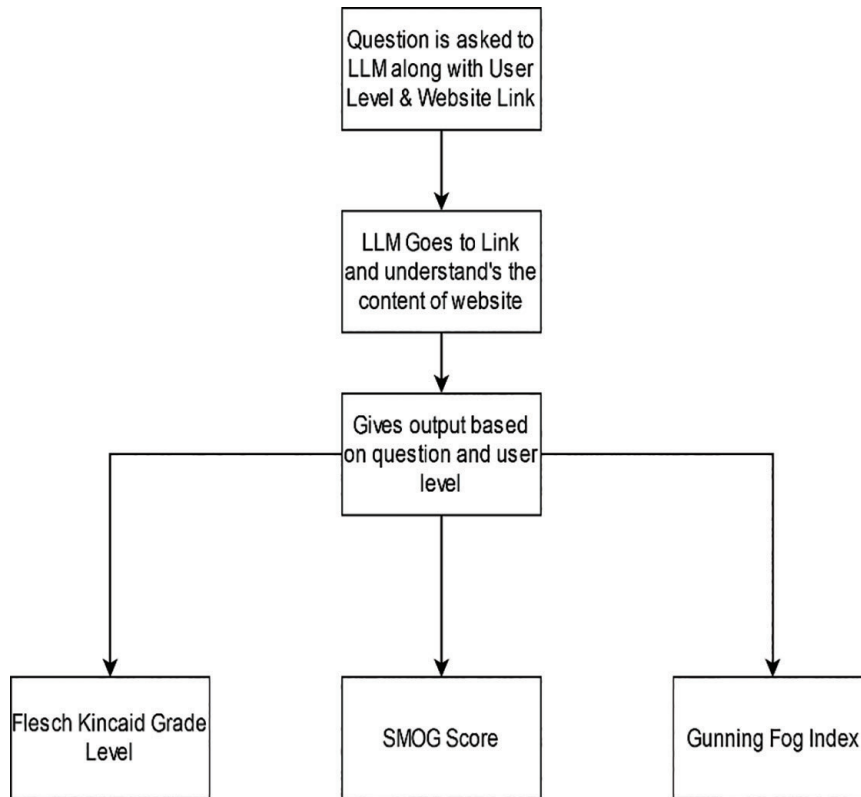 Question is asked to
LLM along with User
Level & Website Link
LLM Goes to Link
and understand's the
content of website
Gives output based
on question and user
level
Flesch Kincaid Grade
Level
SMOG Score
Gunning Fog Index